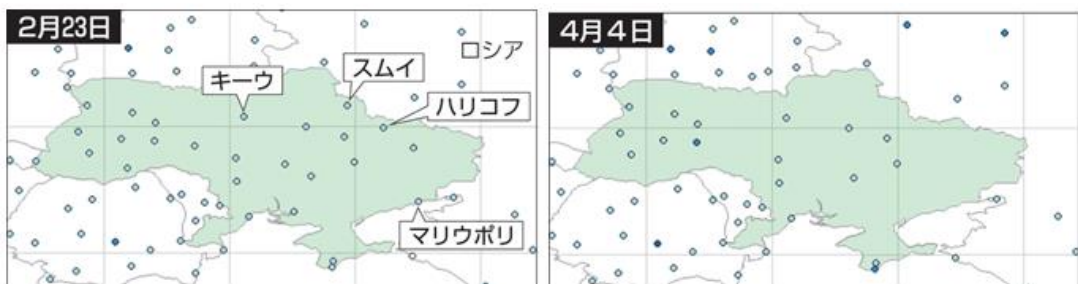 2月23日
ロシア
スムイ
キーウ
ハリコフ
マリウポリ
4月4日